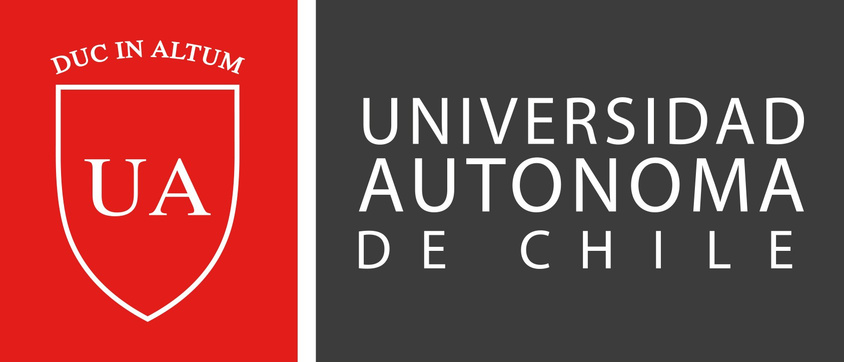 DUC IN ALTUM
UA
UNIVERSIDAD
AUTONOMA
DE CHILE